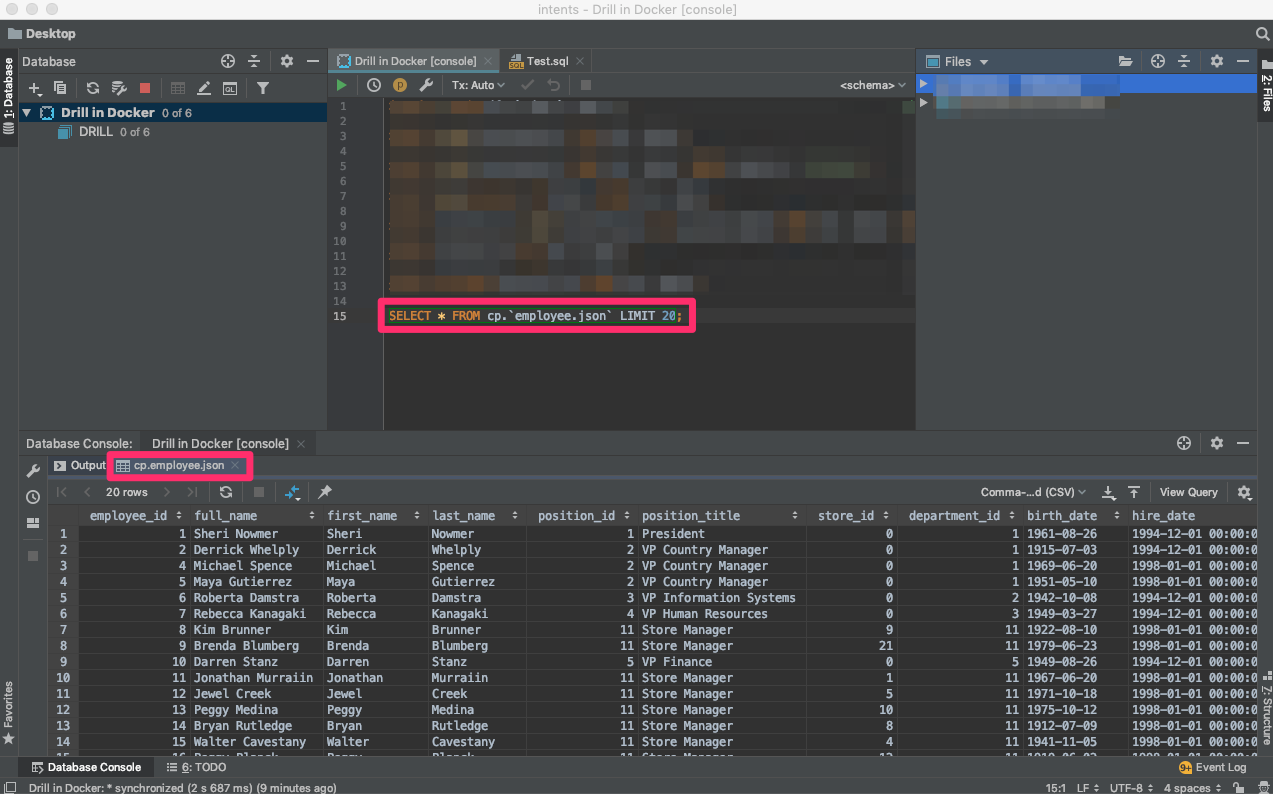 intents - Drill in Docker [console]
Desktop
1: Database
Database
Drill in Docker 0 of 6
DRILL 0 of 6
Drill in Docker [console]
Test.sql
Tx: Auto
<schema>
Files
2: Files
1
2
3
4
5
6
7
8
9
10
11
12
13
14
15 SELECT * FROM cp.`employee.json` LIMIT 20;
Database Console: Drill in Docker [console]
Output cp.employee.json
20 rows Comma-...d (CSV) View Query
employee_id full_name first_name last_name position_id position_title store_id department_id birth_date hire_date
1 1 Sheri Nowmer Sheri Nowmer 1 President 0 1 1961-08-26 1994-12-01 00:00:0
2 2 Derrick Whelply Derrick Whelply 2 VP Country Manager 0 1 1915-07-03 1994-12-01 00:00:0
3 4 Michael Spence Michael Spence 2 VP Country Manager 0 1 1969-06-20 1998-01-01 00:00:0
4 5 Maya Gutierrez Maya Gutierrez 2 VP Country Manager 0 1 1951-05-10 1998-01-01 00:00:0
5 6 Roberta Damstra Roberta Damstra 3 VP Information Systems 0 2 1942-10-08 1994-12-01 00:00:0
6 7 Rebecca Kanagaki Rebecca Kanagaki 4 VP Human Resources 0 3 1949-03-27 1994-12-01 00:00:0
7 8 Kim Brunner Kim Brunner 11 Store Manager 9 11 1922-08-10 1998-01-01 00:00:0
8 9 Brenda Blumberg Brenda Blumberg 11 Store Manager 21 11 1979-06-23 1998-01-01 00:00:0
9 10 Darren Stanz Darren Stanz 5 VP Finance 0 5 1949-08-26 1994-12-01 00:00:0
10 11 Jonathan Murraiin Jonathan Murraiin 11 Store Manager 1 11 1967-06-20 1998-01-01 00:00:0
11 12 Jewel Creek Jewel Creek 11 Store Manager 5 11 1971-10-18 1998-01-01 00:00:0
12 13 Peggy Medina Peggy Medina 11 Store Manager 10 11 1975-10-12 1998-01-01 00:00:0
13 14 Bryan Rutledge Bryan Rutledge 11 Store Manager 8 11 1912-07-09 1998-01-01 00:00:0
14 15 Walter Cavestany Walter Cavestany 11 Store Manager 4 11 1941-11-05 1998-01-01 00:00:0
Favorites
7: Structure
Database Console 6: TODO 9+ Event Log
Drill in Docker: * synchronized (2 s 687 ms) (9 minutes ago) 15:1 LF UTF-8 4 spaces